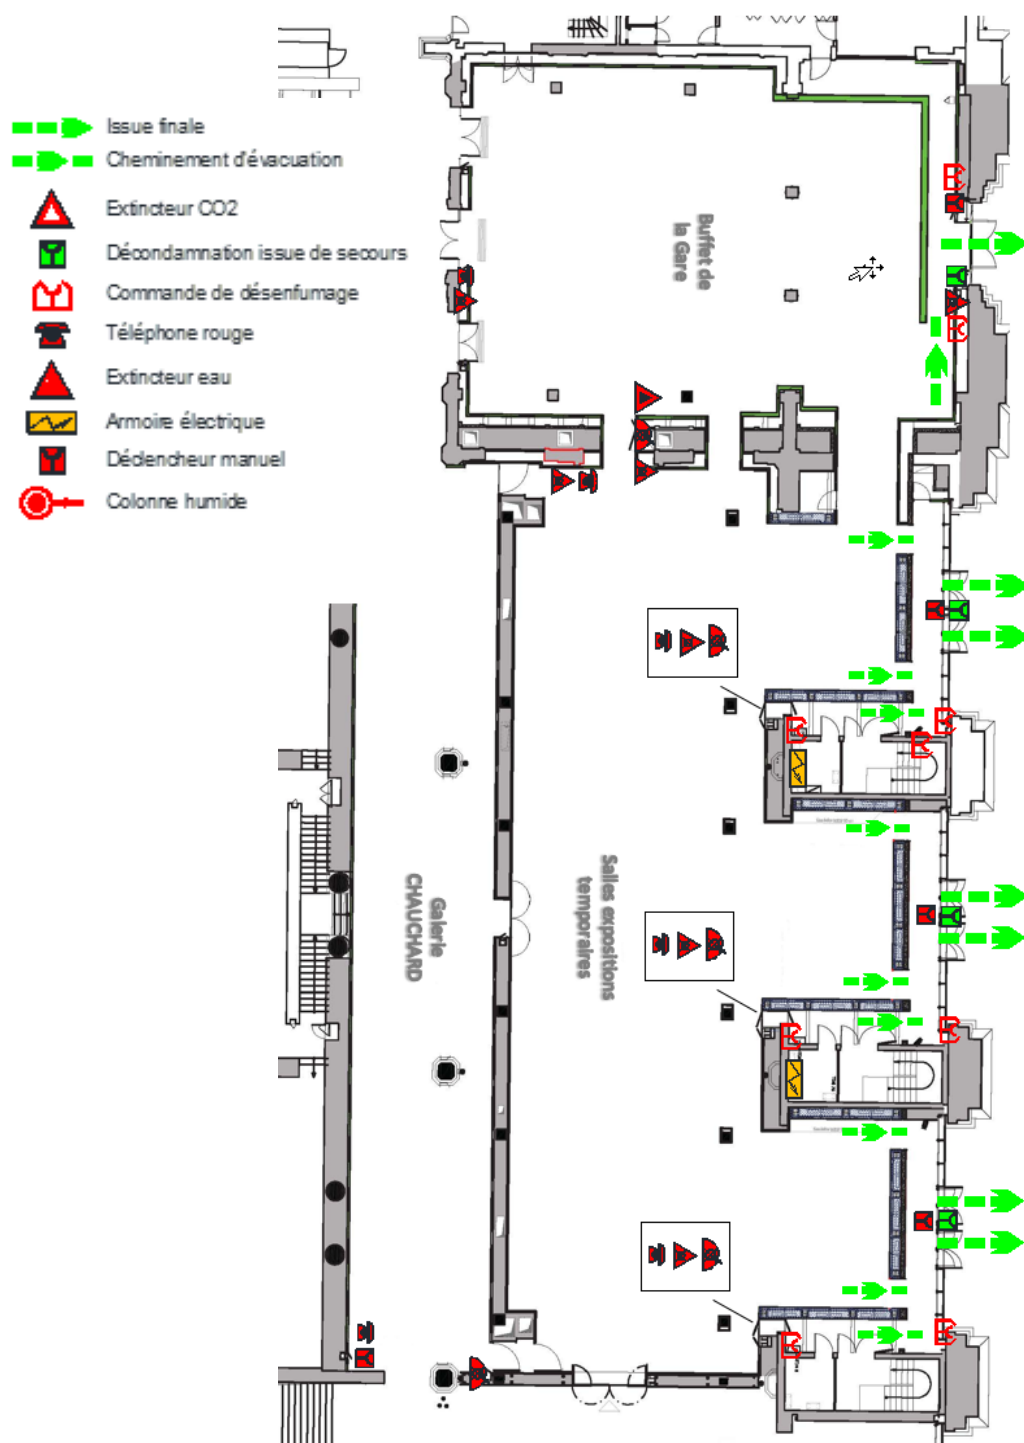 Issue finale
Cheminement d'évacuation
Extincteur CO2
Décondamnation issue de secours
Commande de désenfumage
Téléphone rouge
Extincteur eau
Armoire électrique
Déclencheur manuel
Colonne humide
Buffet de
la Gare
Salles expositions
temporaires
Galerie
CHAUCHARD